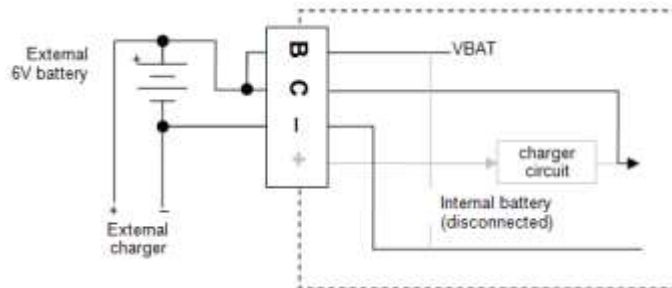 External
6V battery
+
B
C
–
+
VBAT
charger
circuit
Internal battery
(disconnected)
+
–
External
charger